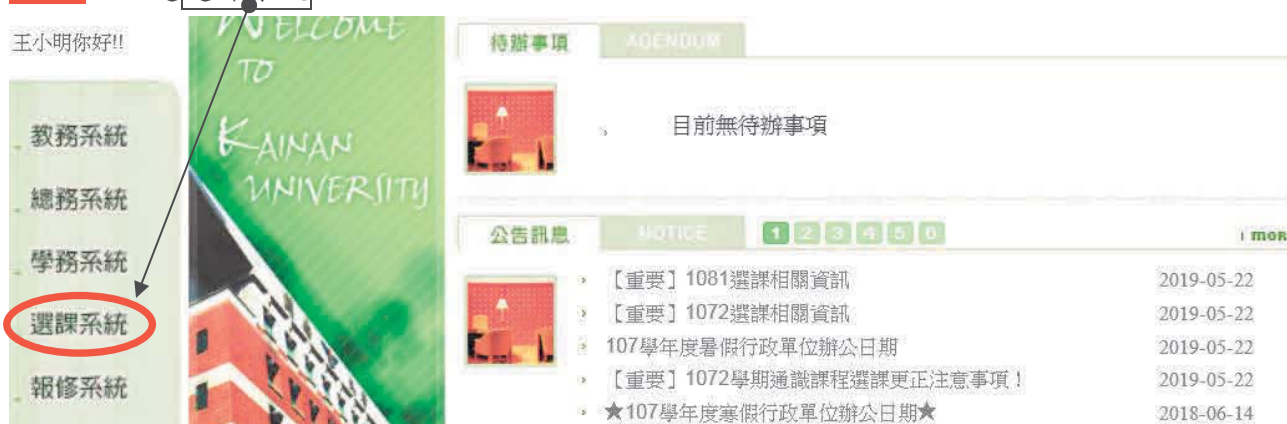 王小明你好!!
WELCOME
TO
KAINAN
UNIVERSITY
教務系統
總務系統
學務系統
選課系統
報修系統
待辦事項 AGENDUM
目前無待辦事項
公告訊息 NOTICE 1 2 3 4 5 6 MOR
【重要】1081選課相關資訊 2019-05-22
【重要】1072選課相關資訊 2019-05-22
107學年度暑假行政單位辦公日期 2019-05-22
【重要】1072學期通識課程選課更正注意事項! 2019-05-22
★107學年度寒假行政單位辦公日期★ 2018-06-14